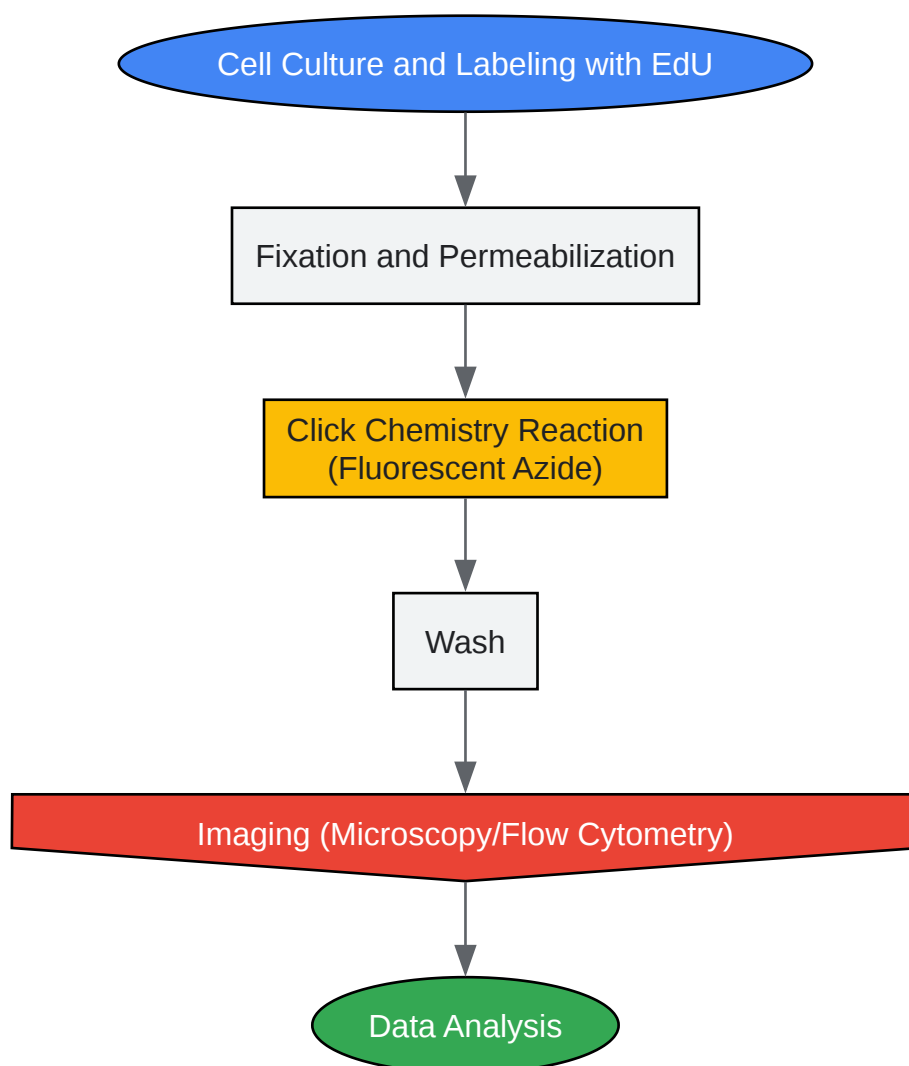 Cell Culture and Labeling with EdU
Fixation and Permeabilization
Click Chemistry Reaction
(Fluorescent Azide)
Wash
Imaging (Microscopy/Flow Cytometry)
Data Analysis